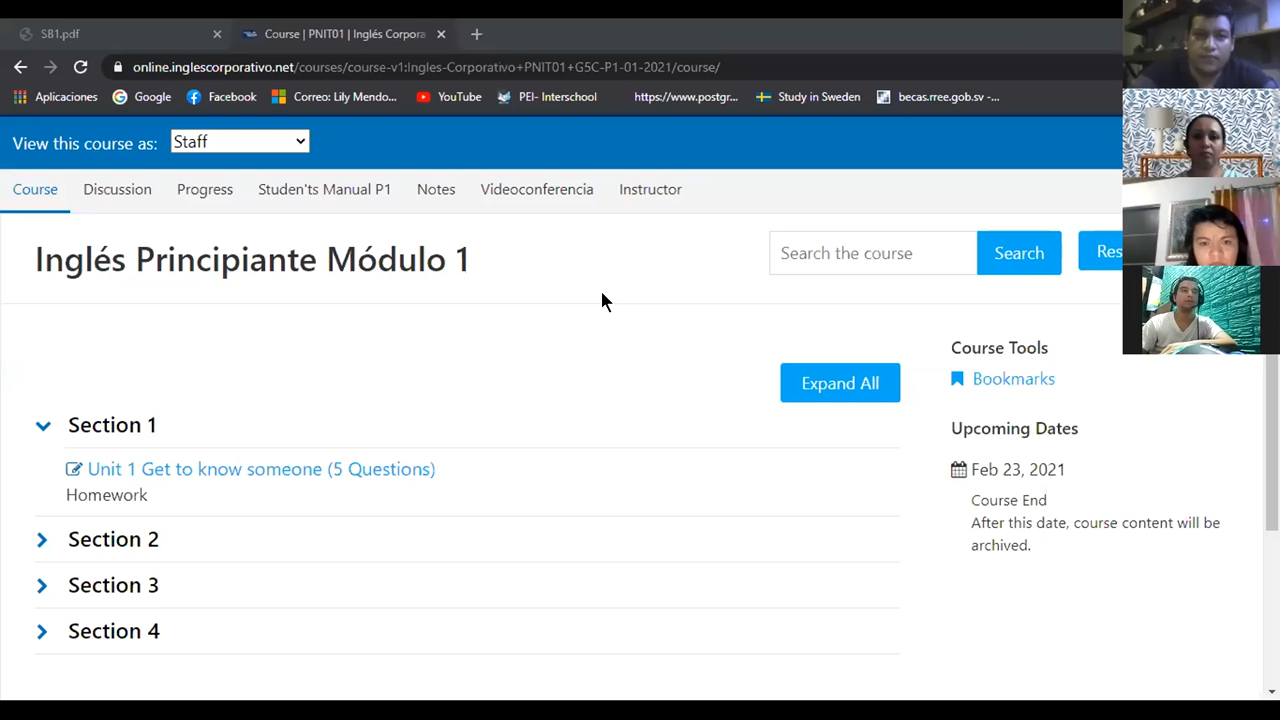 SB1.pdf
Course | PNIT01 | Inglés Corpora
online.inglescorporativo.net/courses/course-v1:Ingles-Corporativo+PNIT01+G5C-P1-01-2021/course/
Aplicaciones Google Facebook Correo: Lily Mendo... YouTube PEI- Interschool https://www.postgr... Study in Sweden becas.rree.gob.sv -...
View this course as: Staff
Course Discussion Progress Studen'ts Manual P1 Notes Videoconferencia Instructor
Inglés Principiante Módulo 1
Search the course Search Res
Expand All
Section 1
Unit 1 Get to know someone (5 Questions)
Homework
Section 2
Section 3
Section 4
Course Tools
Bookmarks
Upcoming Dates
Feb 23, 2021
Course End
After this date, course content will be
archived.